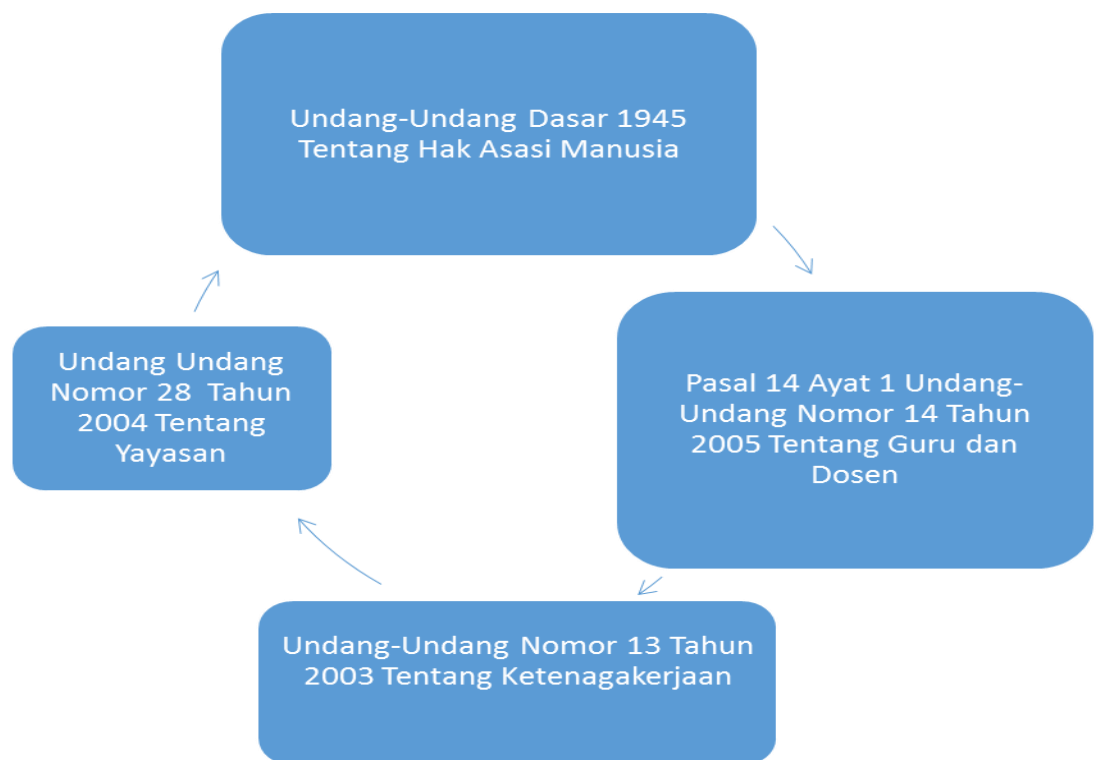 Undang-Undang Dasar 1945
Tentang Hak Asasi Manusia
Pasal 14 Ayat 1 Undang-
Undang Nomor 14 Tahun
2005 Tentang Guru dan
Dosen
Undang-Undang Nomor 13 Tahun
2003 Tentang Ketenagakerjaan
Undang Undang
Nomor 28 Tahun
2004 Tentang
Yayasan